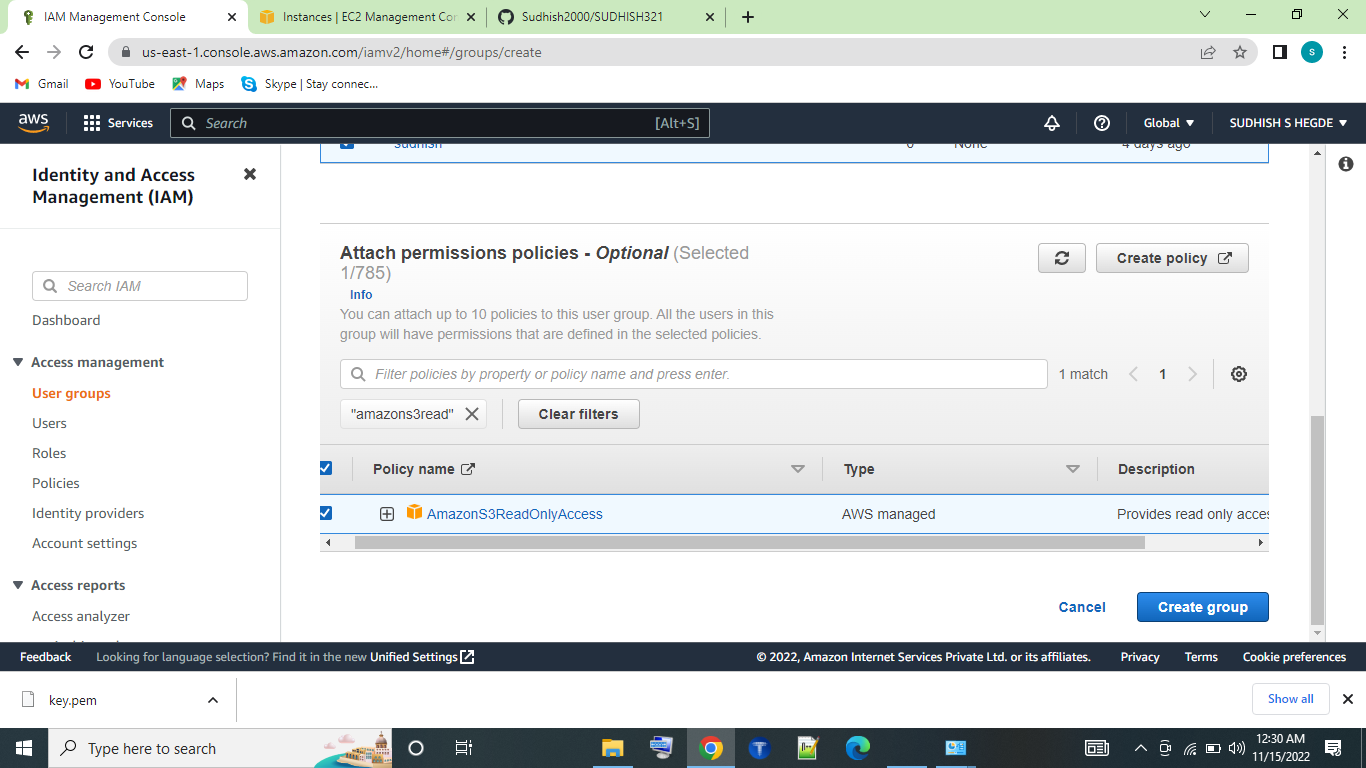 IAM Management Console
Instances | EC2 Management Con
Sudhish2000/SUDHISH321
us-east-1.console.aws.amazon.com/iamv2/home#/groups/create
S
Gmail
YouTube
Maps
Skype | Stay connec...
aws
Services
Search
[Alt+S]
Global
SUDHISH S HEGDE
Identity and Access
Management (IAM)
Search IAM
Dashboard
Access management
User groups
Users
Roles
Policies
Identity providers
Account settings
Access reports
Access analyzer
sudhish
0
None
4 days ago
Attach permissions policies - Optional (Selected
1/785)
Info
You can attach up to 10 policies to this user group. All the users in this
group will have permissions that are defined in the selected policies.
Create policy
Filter policies by property or policy name and press enter.
1 match
1
"amazons3read"
Clear filters
Policy name
Type
Description
AmazonS3ReadOnlyAccess
AWS managed
Provides read only acces
Cancel
Create group
Feedback
Looking for language selection? Find it in the new Unified Settings
© 2022, Amazon Internet Services Private Ltd. or its affiliates.
Privacy
Terms
Cookie preferences
key.pem
Show all
Type here to search
12:30 AM
11/15/2022